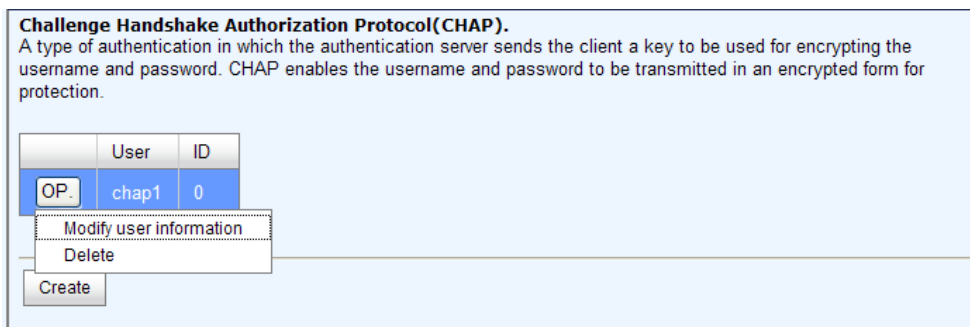 Challenge Handshake Authorization Protocol(CHAP).
A type of authentication in which the authentication server sends the client a key to be used for encrypting the
username and password. CHAP enables the username and password to be transmitted in an encrypted form for
protection.
User ID
OP. chap1 0
Modify user information
Delete
Create